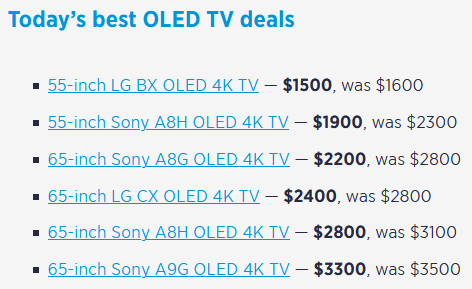 Today's best OLED TV deals
▪ 55-inch LG BX OLED 4K TV — $1500, was $1600
▪ 55-inch Sony A8H OLED 4K TV — $1900, was $2300
▪ 65-inch Sony A8G OLED 4K TV — $2200, was $2800
▪ 65-inch LG CX OLED 4K TV — $2400, was $2800
▪ 65-inch Sony A8H OLED 4K TV — $2800, was $3100
▪ 65-inch Sony A9G OLED 4K TV — $3300, was $3500